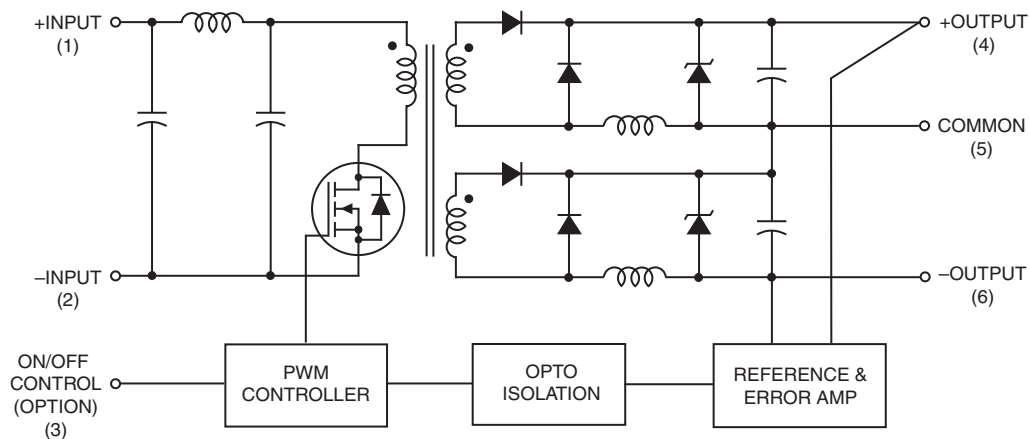 +INPUT
(1)
+OUTPUT
(4)
COMMON
(5)
–INPUT
(2)
–OUTPUT
(6)
ON/OFF
CONTROL
(OPTION)
(3)
PWM
CONTROLLER
OPTO
ISOLATION
REFERENCE &
ERROR AMP